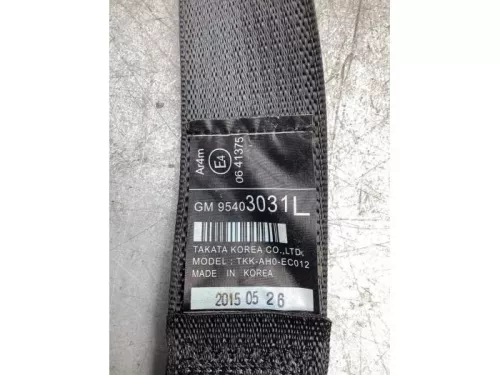 Ar4m E4 06 41375
GM 95403031L
TAKATA KOREA CO.,LTD.
MODEL : TKK-AH0-EC012
MADE IN KOREA
2015 05 26